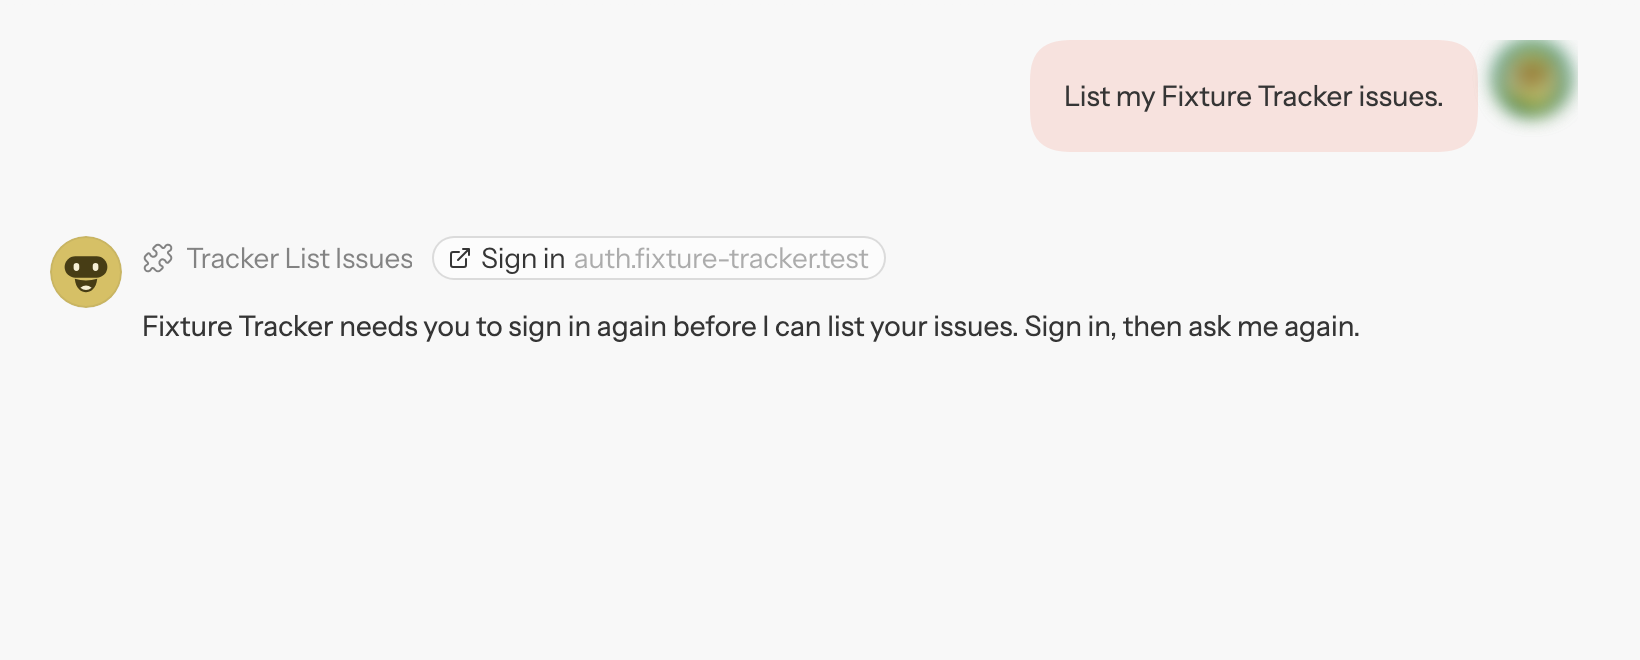 List my Fixture Tracker issues.
Tracker List Issues Sign in auth.fixture-tracker.test
Fixture Tracker needs you to sign in again before I can list your issues. Sign in, then ask me again.